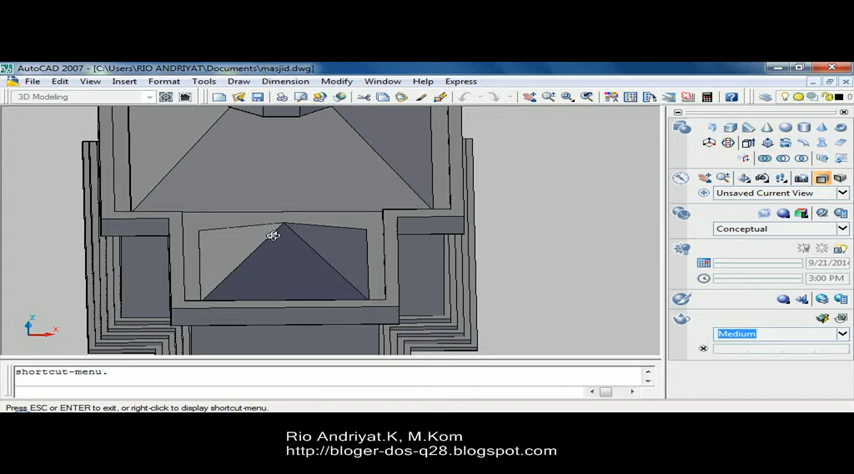 AutoCAD 2007 - [C:\Users\RIO ANDRIYAT\Documents\masjid.dwg]
File Edit View Insert Format Tools Draw Dimension Modify Window Help Express
3D Modeling
Unsaved Current View
Conceptual
9/21/201
3:00 PM
Medium
Z
X
shortcut-menu.
Press ESC or ENTER to exit, or right-click to display shortcut-menu.
Rio Andriyat.K, M.Kom
http://bloger-dos-q28.blogspot.com